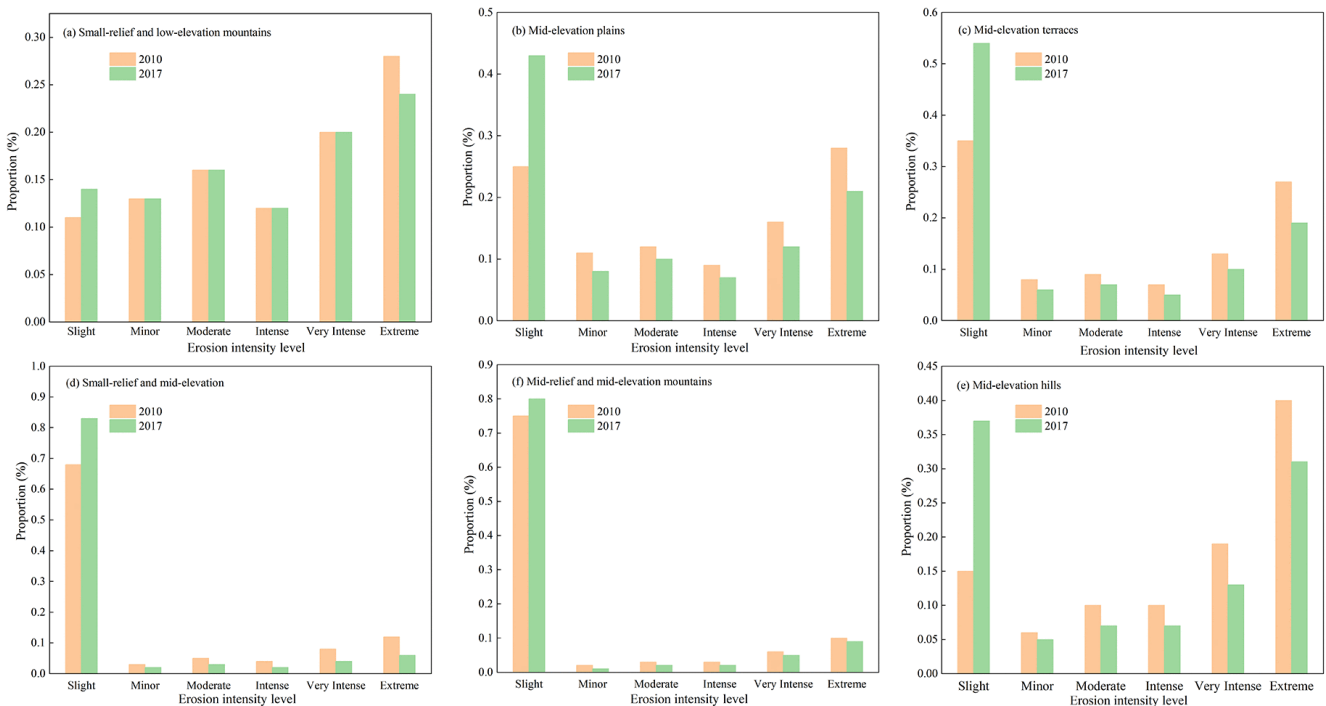 (a) Small-relief and low-elevation mountains
2010
2017
0.30
0.25
0.20
0.15
0.10
0.05
0.00
Proportion (%)
Slight Minor Moderate Intense Very Intense Extreme
Erosion intensity level
(b) Mid-elevation plains
2010
2017
0.5
0.4
0.3
0.2
0.1
0.0
Proportion (%)
Slight Minor Moderate Intense Very Intense Extreme
Erosion intensity level
(c) Mid-elevation terraces
2010
2017
0.6
0.5
0.4
0.3
0.2
0.1
0.0
Proportion (%)
Slight Minor Moderate Intense Very Intense Extreme
Erosion intensity level
(d) Small-relief and mid-elevation
2010
2017
1.0
0.9
0.8
0.7
0.6
0.5
0.4
0.3
0.2
0.1
0.0
Proportion (%)
Slight Minor Moderate Intense Very Intense Extreme
Erosion intensity level
(f) Mid-relief and mid-elevation mountains
2010
2017
0.9
0.8
0.7
0.6
0.5
0.4
0.3
0.2
0.1
0.0
Proportion (%)
Slight Minor Moderate Intense Very Intense Extreme
Erosion intensity level
(e) Mid-elevation hills
2010
2017
0.45
0.40
0.35
0.30
0.25
0.20
0.15
0.10
0.05
0.00
Proportion (%)
Slight Minor Moderate Intense Very Intense Extreme
Erosion intensity level